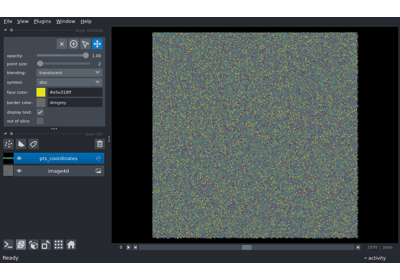 File View Plugins Window Help
opacity: 1.00
point size: 2
blending: translucent
symbol: disc
face color:
border color: dimgrey
display text:
out of slice:
pts_coordinates
image4d
0
Ready
activity